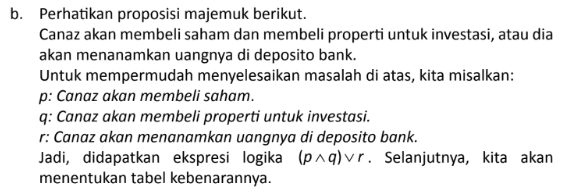 b. Perhatikan proposisi majemuk berikut.
Canaz akan membeli saham dan membeli properti untuk investasi, atau dia
akan menanamkan uangnya di deposito bank.
Untuk mempermudah menyelesaikan masalah di atas, kita misalkan:
p: Canaz akan membeli saham.
q: Canaz akan membeli properti untuk investasi.
r: Canaz akan menanamkan uangnya di deposito bank.
Jadi, didapatkan ekspresi logika (p ∧ q) ∨ r. Selanjutnya, kita akan
menentukan tabel kebenarannya.